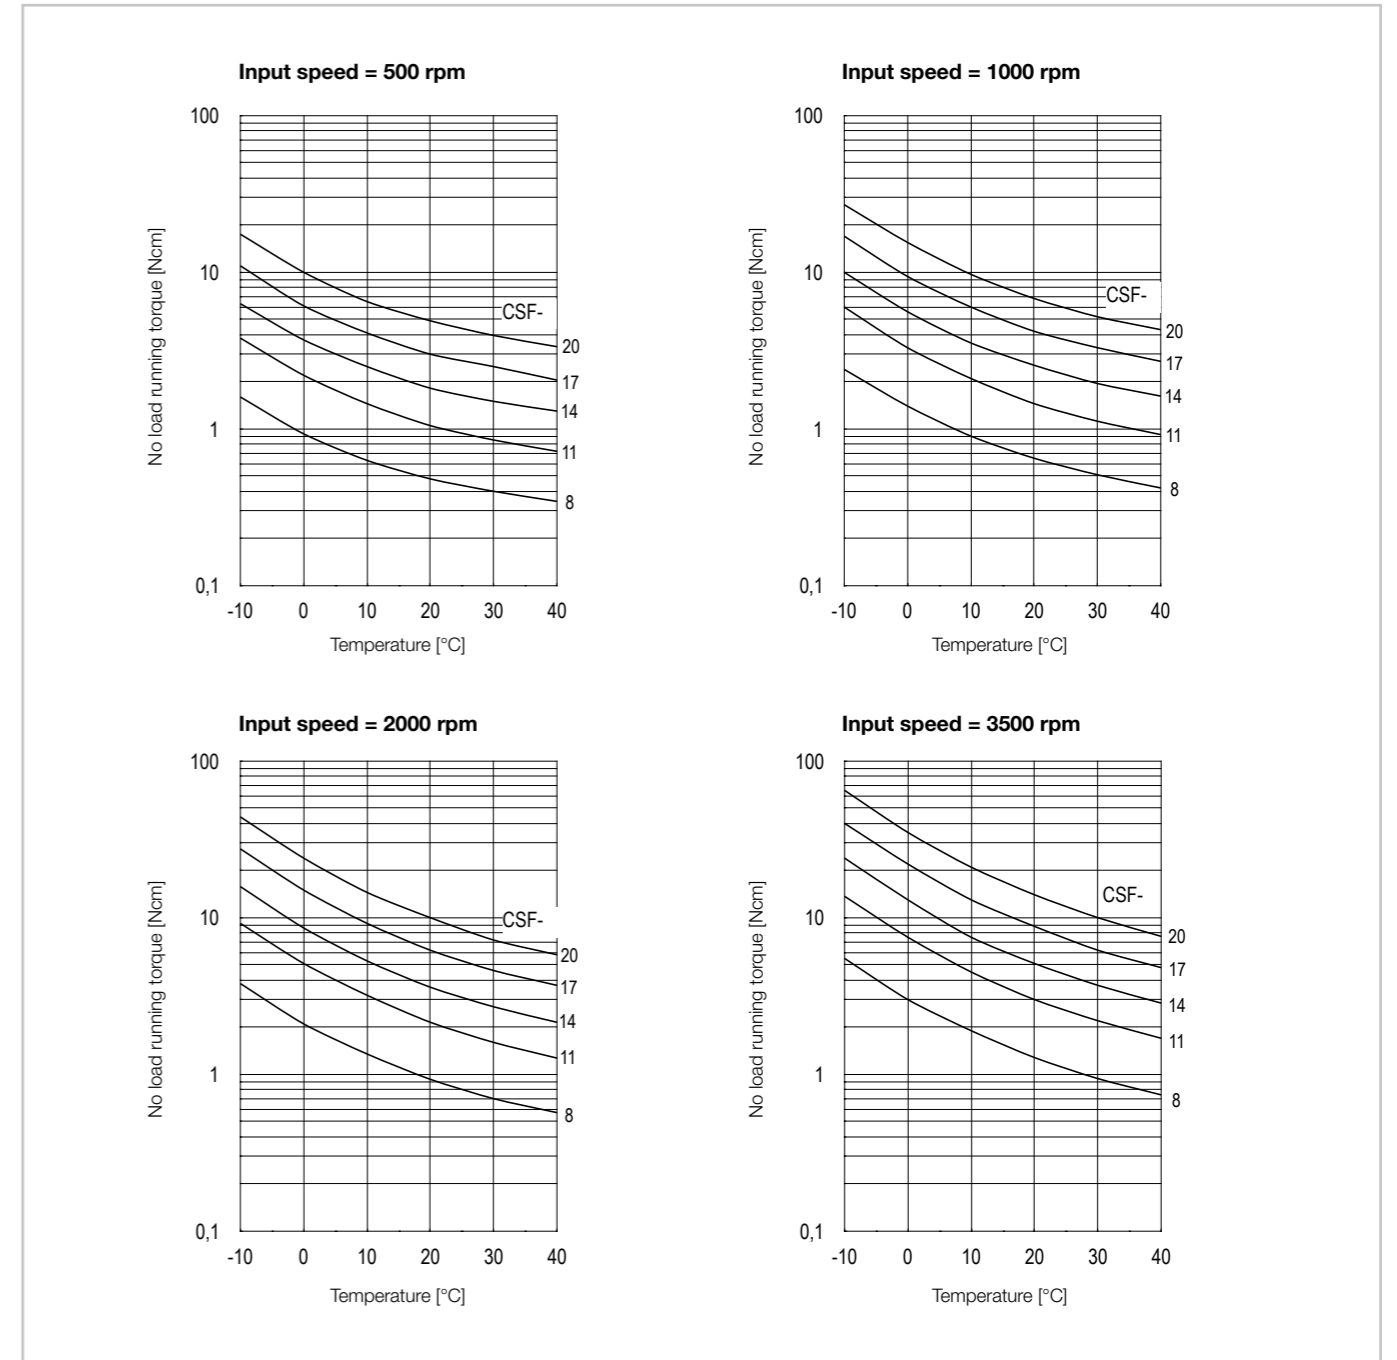 Input speed = 500 rpm
100
10
1
0,1
No load running torque [Ncm]
CSF-
20
17
14
11
8
-10 0 10 20 30 40
Temperature [°C]
Input speed = 1000 rpm
100
10
1
0,1
No load running torque [Ncm]
CSF-
20
17
14
11
8
-10 0 10 20 30 40
Temperature [°C]
Input speed = 2000 rpm
100
10
1
0,1
No load running torque [Ncm]
CSF-
20
17
14
11
8
-10 0 10 20 30 40
Temperature [°C]
Input speed = 3500 rpm
100
10
1
0,1
No load running torque [Ncm]
CSF-
20
17
14
11
8
-10 0 10 20 30 40
Temperature [°C]